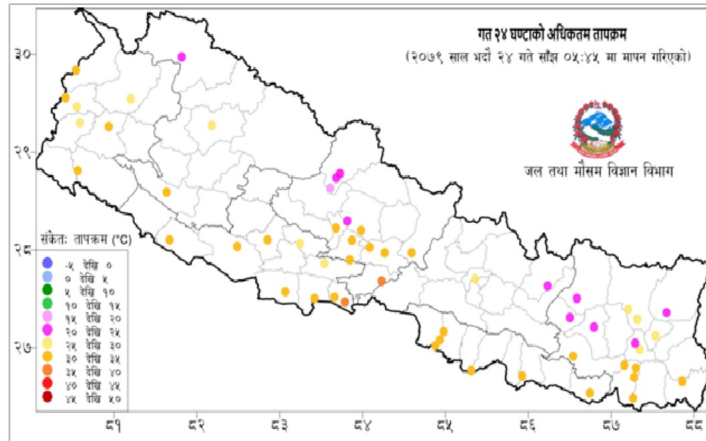 गत २४ घण्टाको अधिकतम तापक्रम
(२०७९ साल भदौ २४ गते साँझ ०५:४५ मा मापन गरिएको)
जल तथा मौसम विज्ञान विभाग
३०
२९
२८
२७
संकेतः तापक्रम (°C)
-५ देखि ०
० देखि ५
५ देखि १०
१० देखि १५
१५ देखि २०
२० देखि २५
२५ देखि ३०
३० देखि ३५
३५ देखि ४०
४० देखि ४५
४५ देखि ५०
८१ ८२ ८३ ८४ ८५ ८६ ८७ ८८